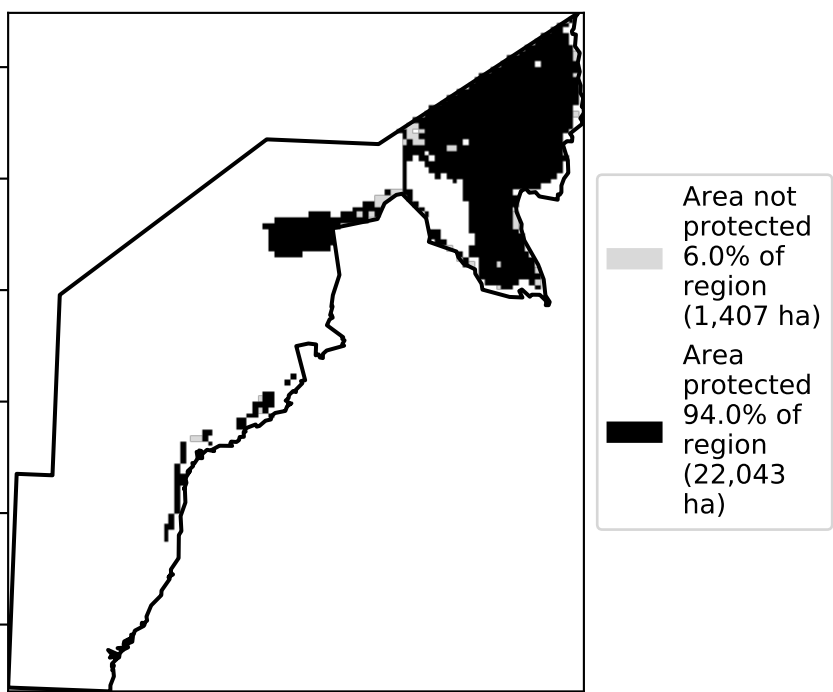 Area not
protected
6.0% of
region
(1,407 ha)
Area
protected
94.0% of
region
(22,043
ha)